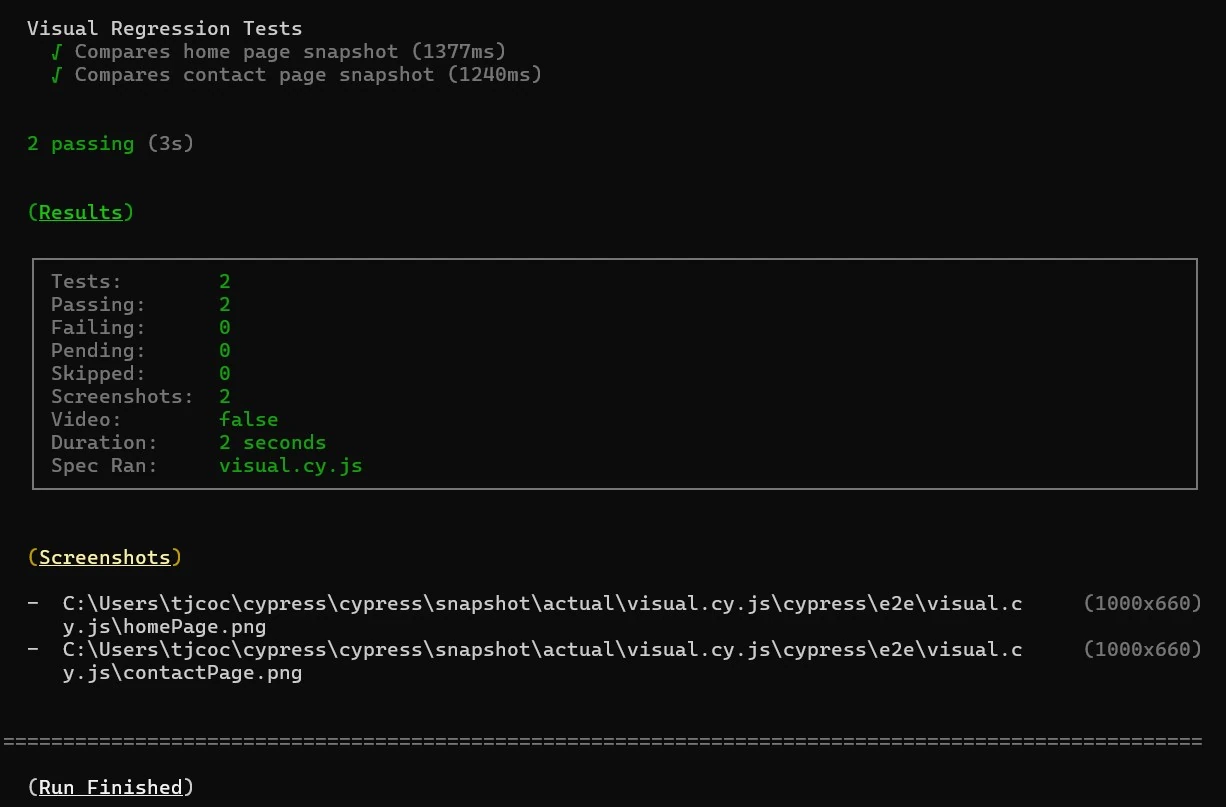 Visual Regression Tests
√ Compares home page snapshot (1377ms)
√ Compares contact page snapshot (1240ms)
2 passing (3s)
(Results)
Tests: 2
Passing: 2
Failing: 0
Pending: 0
Skipped: 0
Screenshots: 2
Video: false
Duration: 2 seconds
Spec Ran: visual.cy.js
(Screenshots)
- C:\Users\tjcoc\cypress\cypress\snapshot\actual\visual.cy.js\cypress\e2e\visual.c (1000x660)
y.js\homePage.png
- C:\Users\tjcoc\cypress\cypress\snapshot\actual\visual.cy.js\cypress\e2e\visual.c (1000x660)
y.js\contactPage.png
====================================================================================================
(Run Finished)